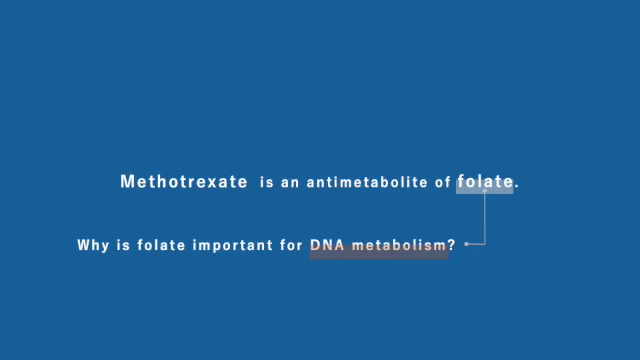 Methotrexate is an antimetabolite of folate.
Why is folate important for DNA metabolism?